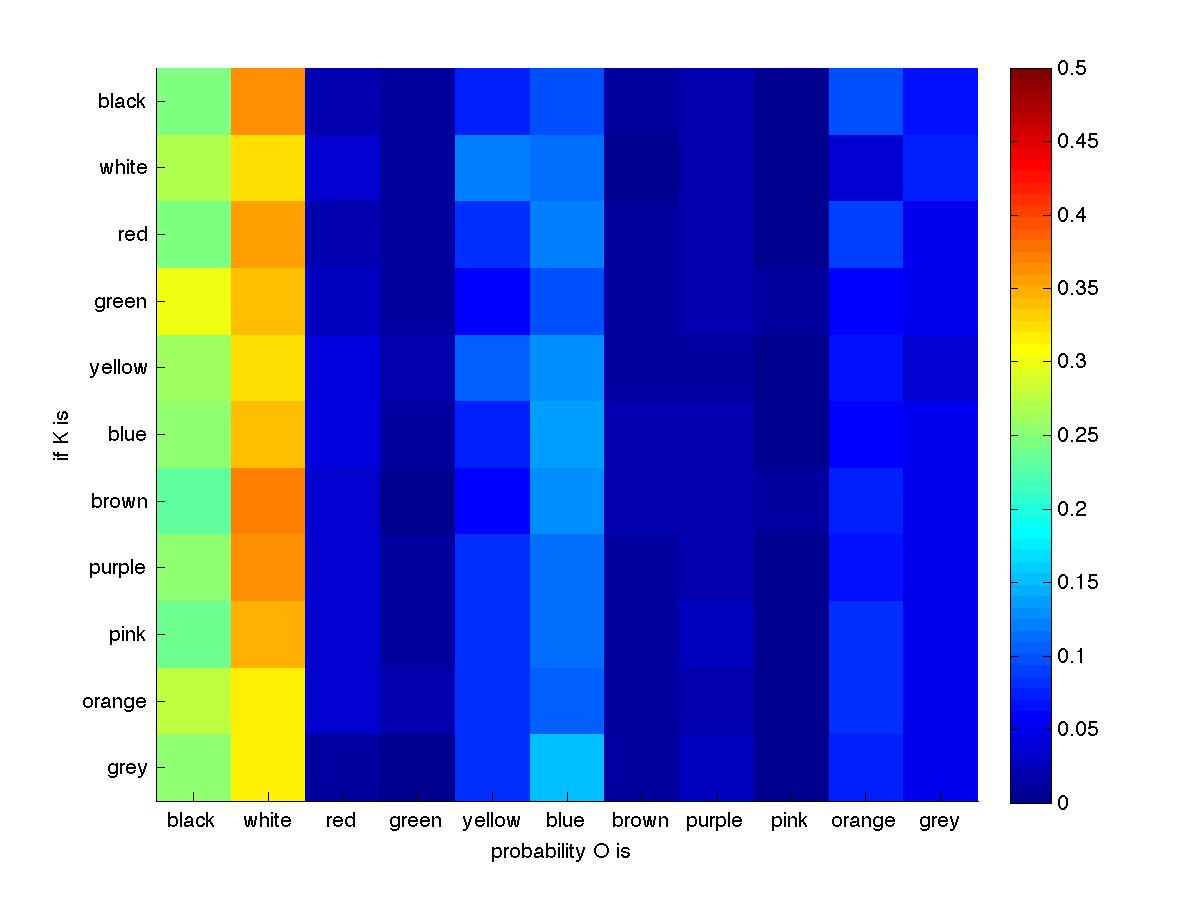 black
white
red
green
yellow
blue
brown
purple
pink
orange
grey
if K is
black white red green yellow blue brown purple pink orange grey
probability O is
0.5
0.45
0.4
0.35
0.3
0.25
0.2
0.15
0.1
0.05
0